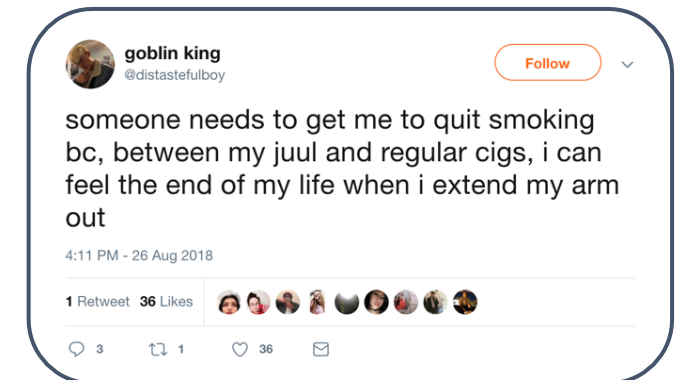 goblin king
@distastefulboy
Follow
someone needs to get me to quit smoking
bc, between my juul and regular cigs, i can
feel the end of my life when i extend my arm
out
4:11 PM - 26 Aug 2018
1 Retweet 36 Likes
3 1 36